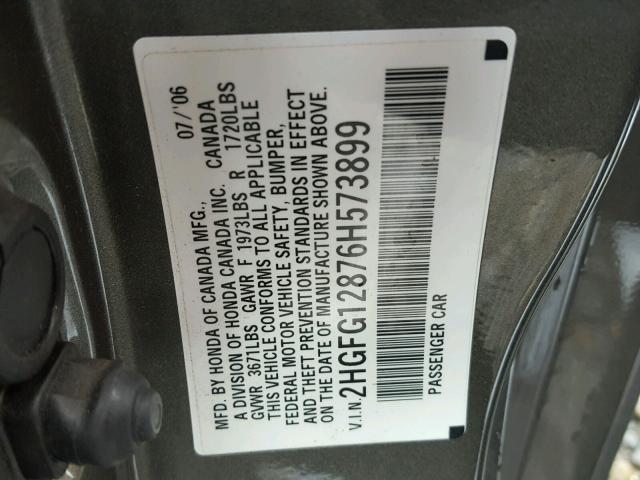 MFD. BY HONDA OF CANADA MFG., 07/'06
A DIVISION OF HONDA CANADA INC. CANADA
GVWR 3671LBS GAWR F 1973LBS R 1720LBS
THIS VEHICLE CONFORMS TO ALL APPLICABLE
FEDERAL MOTOR VEHICLE SAFETY, BUMPER,
AND THEFT PREVENTION STANDARDS IN EFFECT
ON THE DATE OF MANUFACTURE SHOWN ABOVE.
V.I.N. 2HGFG12876H573899
PASSENGER CAR